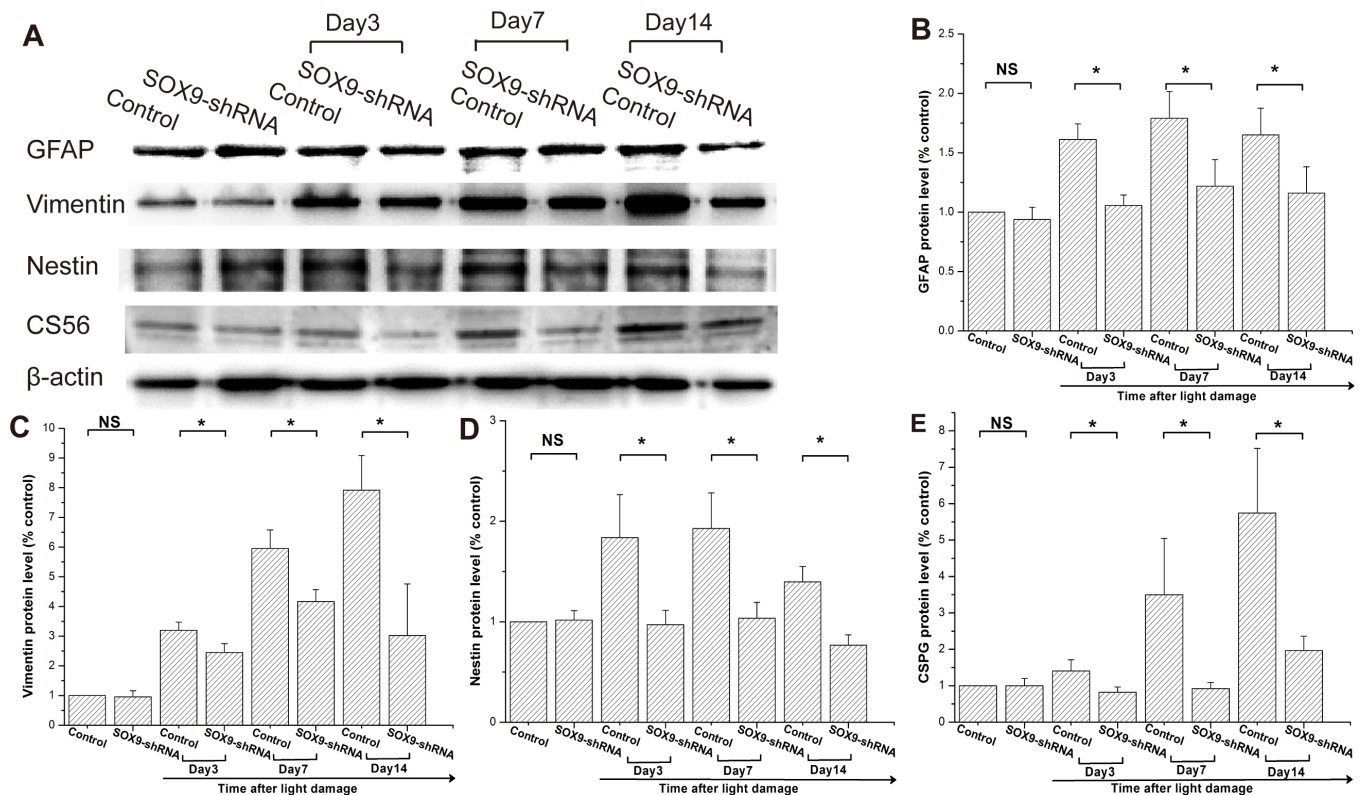 A
Day3 Day7 Day14
Control SOX9-shRNA Control SOX9-shRNA Control SOX9-shRNA Control SOX9-shRNA
GFAP
Vimentin
Nestin
CS56
β-actin
B
GFAP protein level (% control)
2.5
2.0
1.5
1.0
0.5
0.0
NS * * *
Control SOX9-shRNA Control SOX9-shRNA Control SOX9-shRNA Control SOX9-shRNA
Day3 Day7 Day14
Time after light damage
C
Vimentin protein level (% control)
10
9
8
7
6
5
4
3
2
1
0
NS * * *
Control SOX9-shRNA Control SOX9-shRNA Control SOX9-shRNA Control SOX9-shRNA
Day3 Day7 Day14
Time after light damage
D
Nestin protein level (% control)
3
2
1
0
NS * * *
Control SOX9-shRNA Control SOX9-shRNA Control SOX9-shRNA Control SOX9-shRNA
Day3 Day7 Day14
Time after light damage
E
CSPG protein level (% control)
8
7
6
5
4
3
2
1
0
NS * * *
Control SOX9-shRNA Control SOX9-shRNA Control SOX9-shRNA Control SOX9-shRNA
Day3 Day7 Day14
Time after light damage